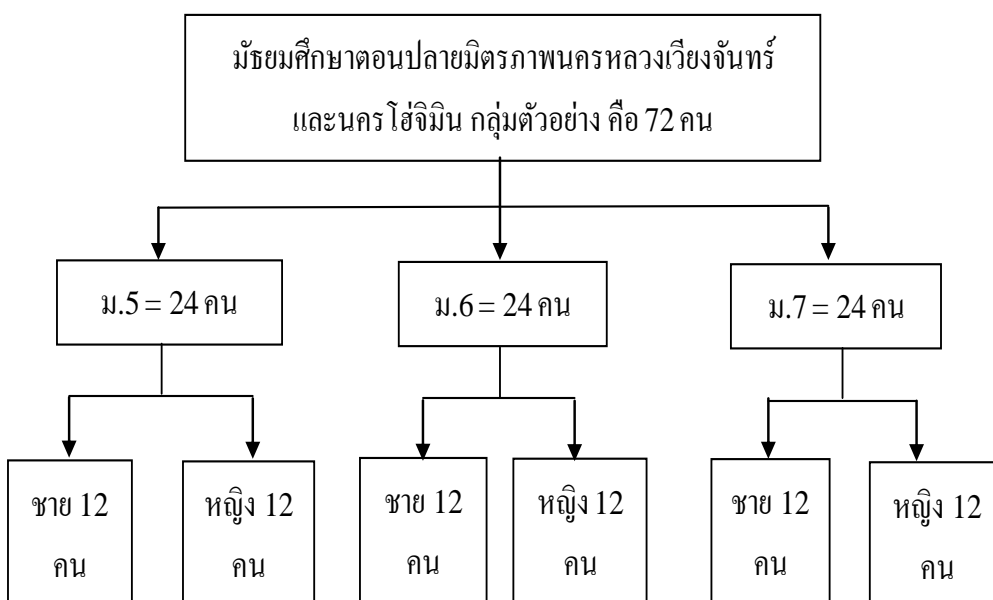 มัธยมศึกษาตอนปลายมิตรภาพนครหลวงเวียงจันทร์
และนครโฮ่จิมิน กลุ่มตัวอย่าง คือ 72 คน
ม.5 = 24 คน
ม.6 = 24 คน
ม.7 = 24 คน
ชาย 12
คน
หญิง 12
คน
ชาย 12
คน
หญิง 12
คน
ชาย 12
คน
หญิง 12
คน